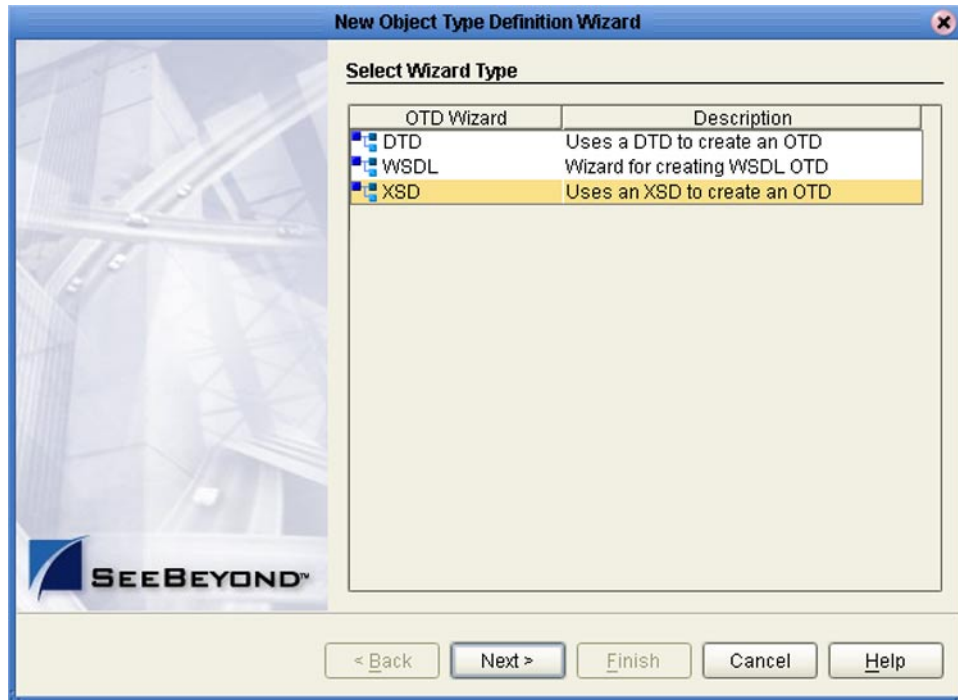 New Object Type Definition Wizard
Select Wizard Type
OTD Wizard Description
DTD Uses a DTD to create an OTD
WSDL Wizard for creating WSDL OTD
XSD Uses an XSD to create an OTD
SEEBEYOND™
< Back Next > Finish Cancel Help